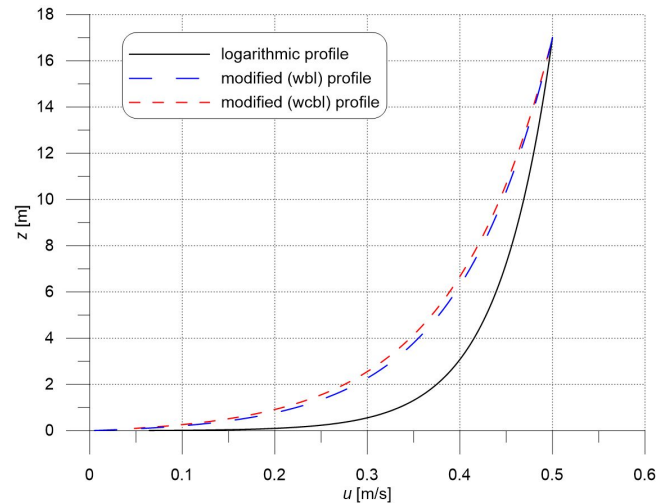 18
16
14
12
10
8
6
4
2
0
z [m]
logarithmic profile
modified (wbl) profile
modified (wcbl) profile
0 0.1 0.2 0.3 0.4 0.5 0.6
u [m/s]